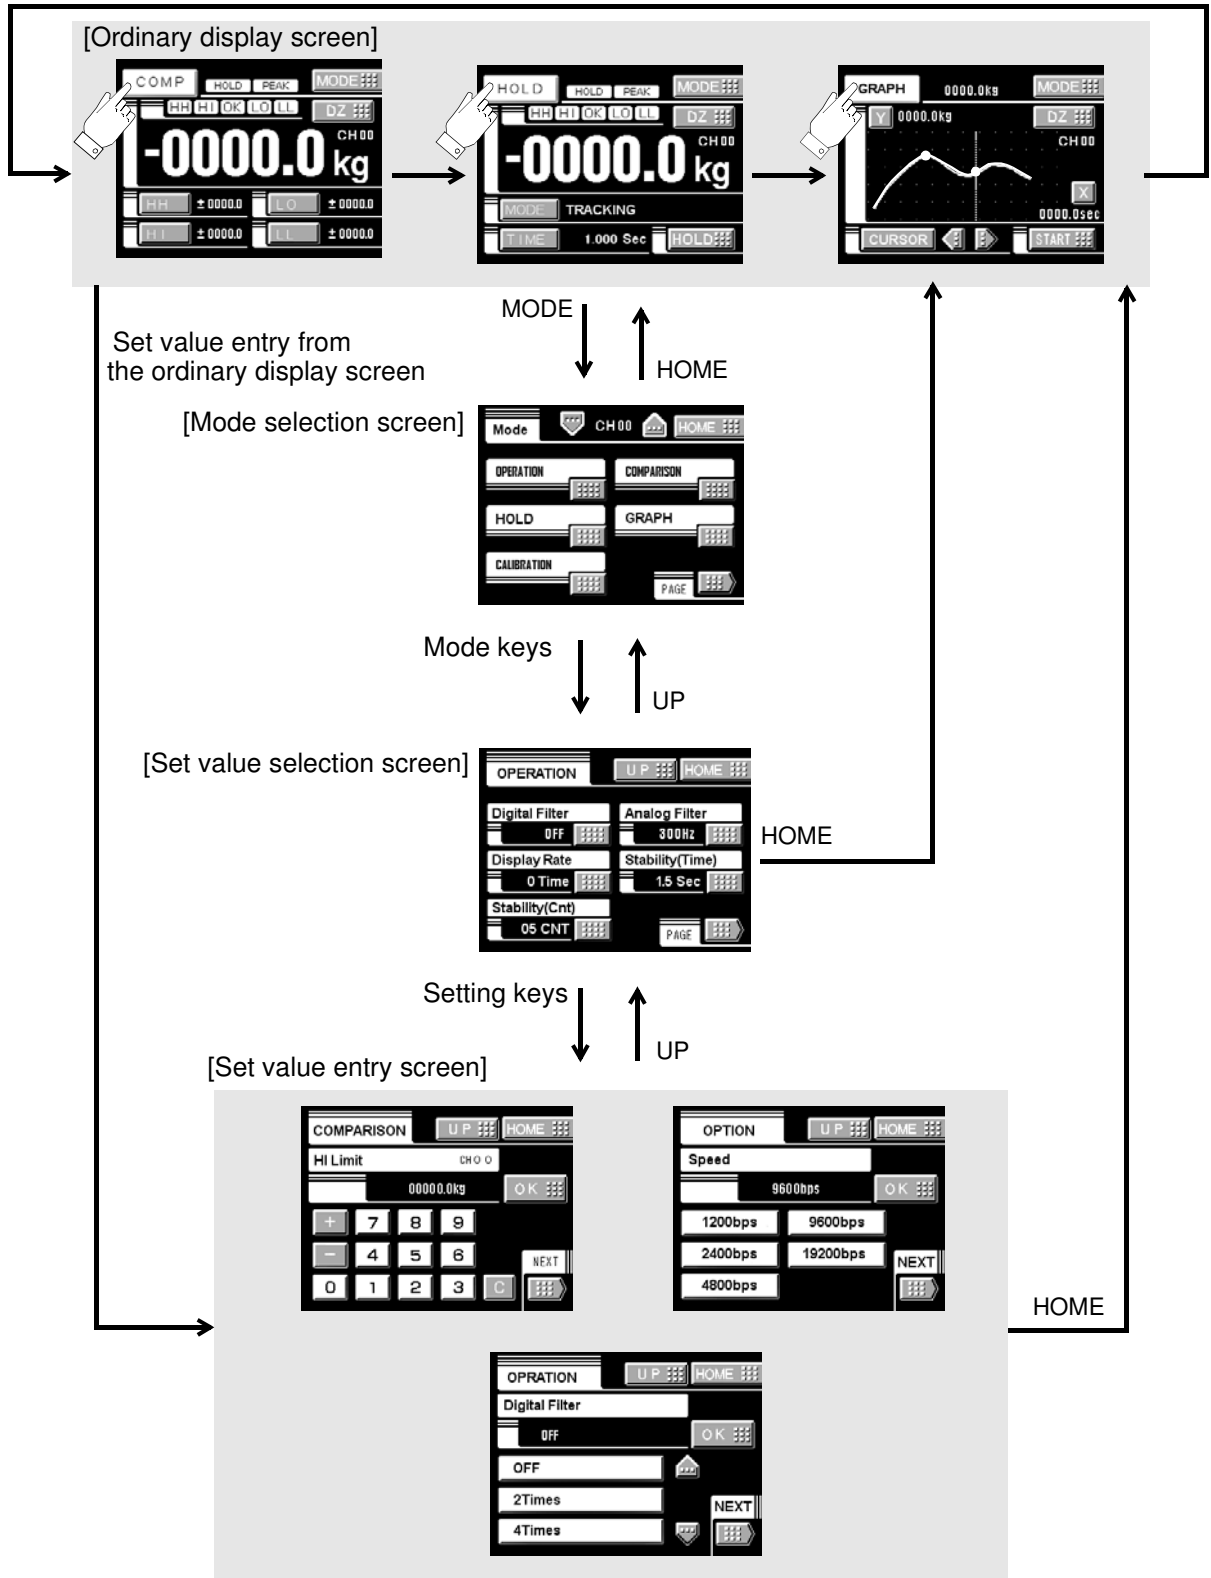 [Ordinary display screen]
COMP HOLD PEAK MODE
HH HI OK LO LL DZ
CH00
-0000.0 kg
HH ±0000.0 LO ±0000.0
HI ±0000.0 LL ±0000.0
HOLD HOLD PEAK MODE
HH HI OK LO LL DZ
CH00
-0000.0 kg
MODE TRACKING
TIME 1.000 Sec HOLD
GRAPH 0000.0kg MODE
Y 0000.0kg DZ
CH00
X
0000.0sec
CURSOR START
MODE
HOME
Set value entry from
the ordinary display screen
[Mode selection screen]
Mode CH00 HOME
OPERATION COMPARISON
HOLD GRAPH
CALIBRATION
PAGE
Mode keys
UP
[Set value selection screen]
OPERATION UP HOME
Digital Filter Analog Filter
OFF 300Hz
Display Rate Stability(Time)
0 Time 1.5 Sec
Stability(Cnt)
05 CNT PAGE
HOME
Setting keys
UP
[Set value entry screen]
COMPARISON UP HOME
HI Limit CH00
00000.0kg OK
+ 7 8 9
- 4 5 6 NEXT
0 1 2 3 C
OPTION UP HOME
Speed
9600bps OK
1200bps 9600bps
2400bps 19200bps NEXT
4800bps
HOME
OPRATION UP HOME
Digital Filter
OFF OK
OFF
2Times NEXT
4Times